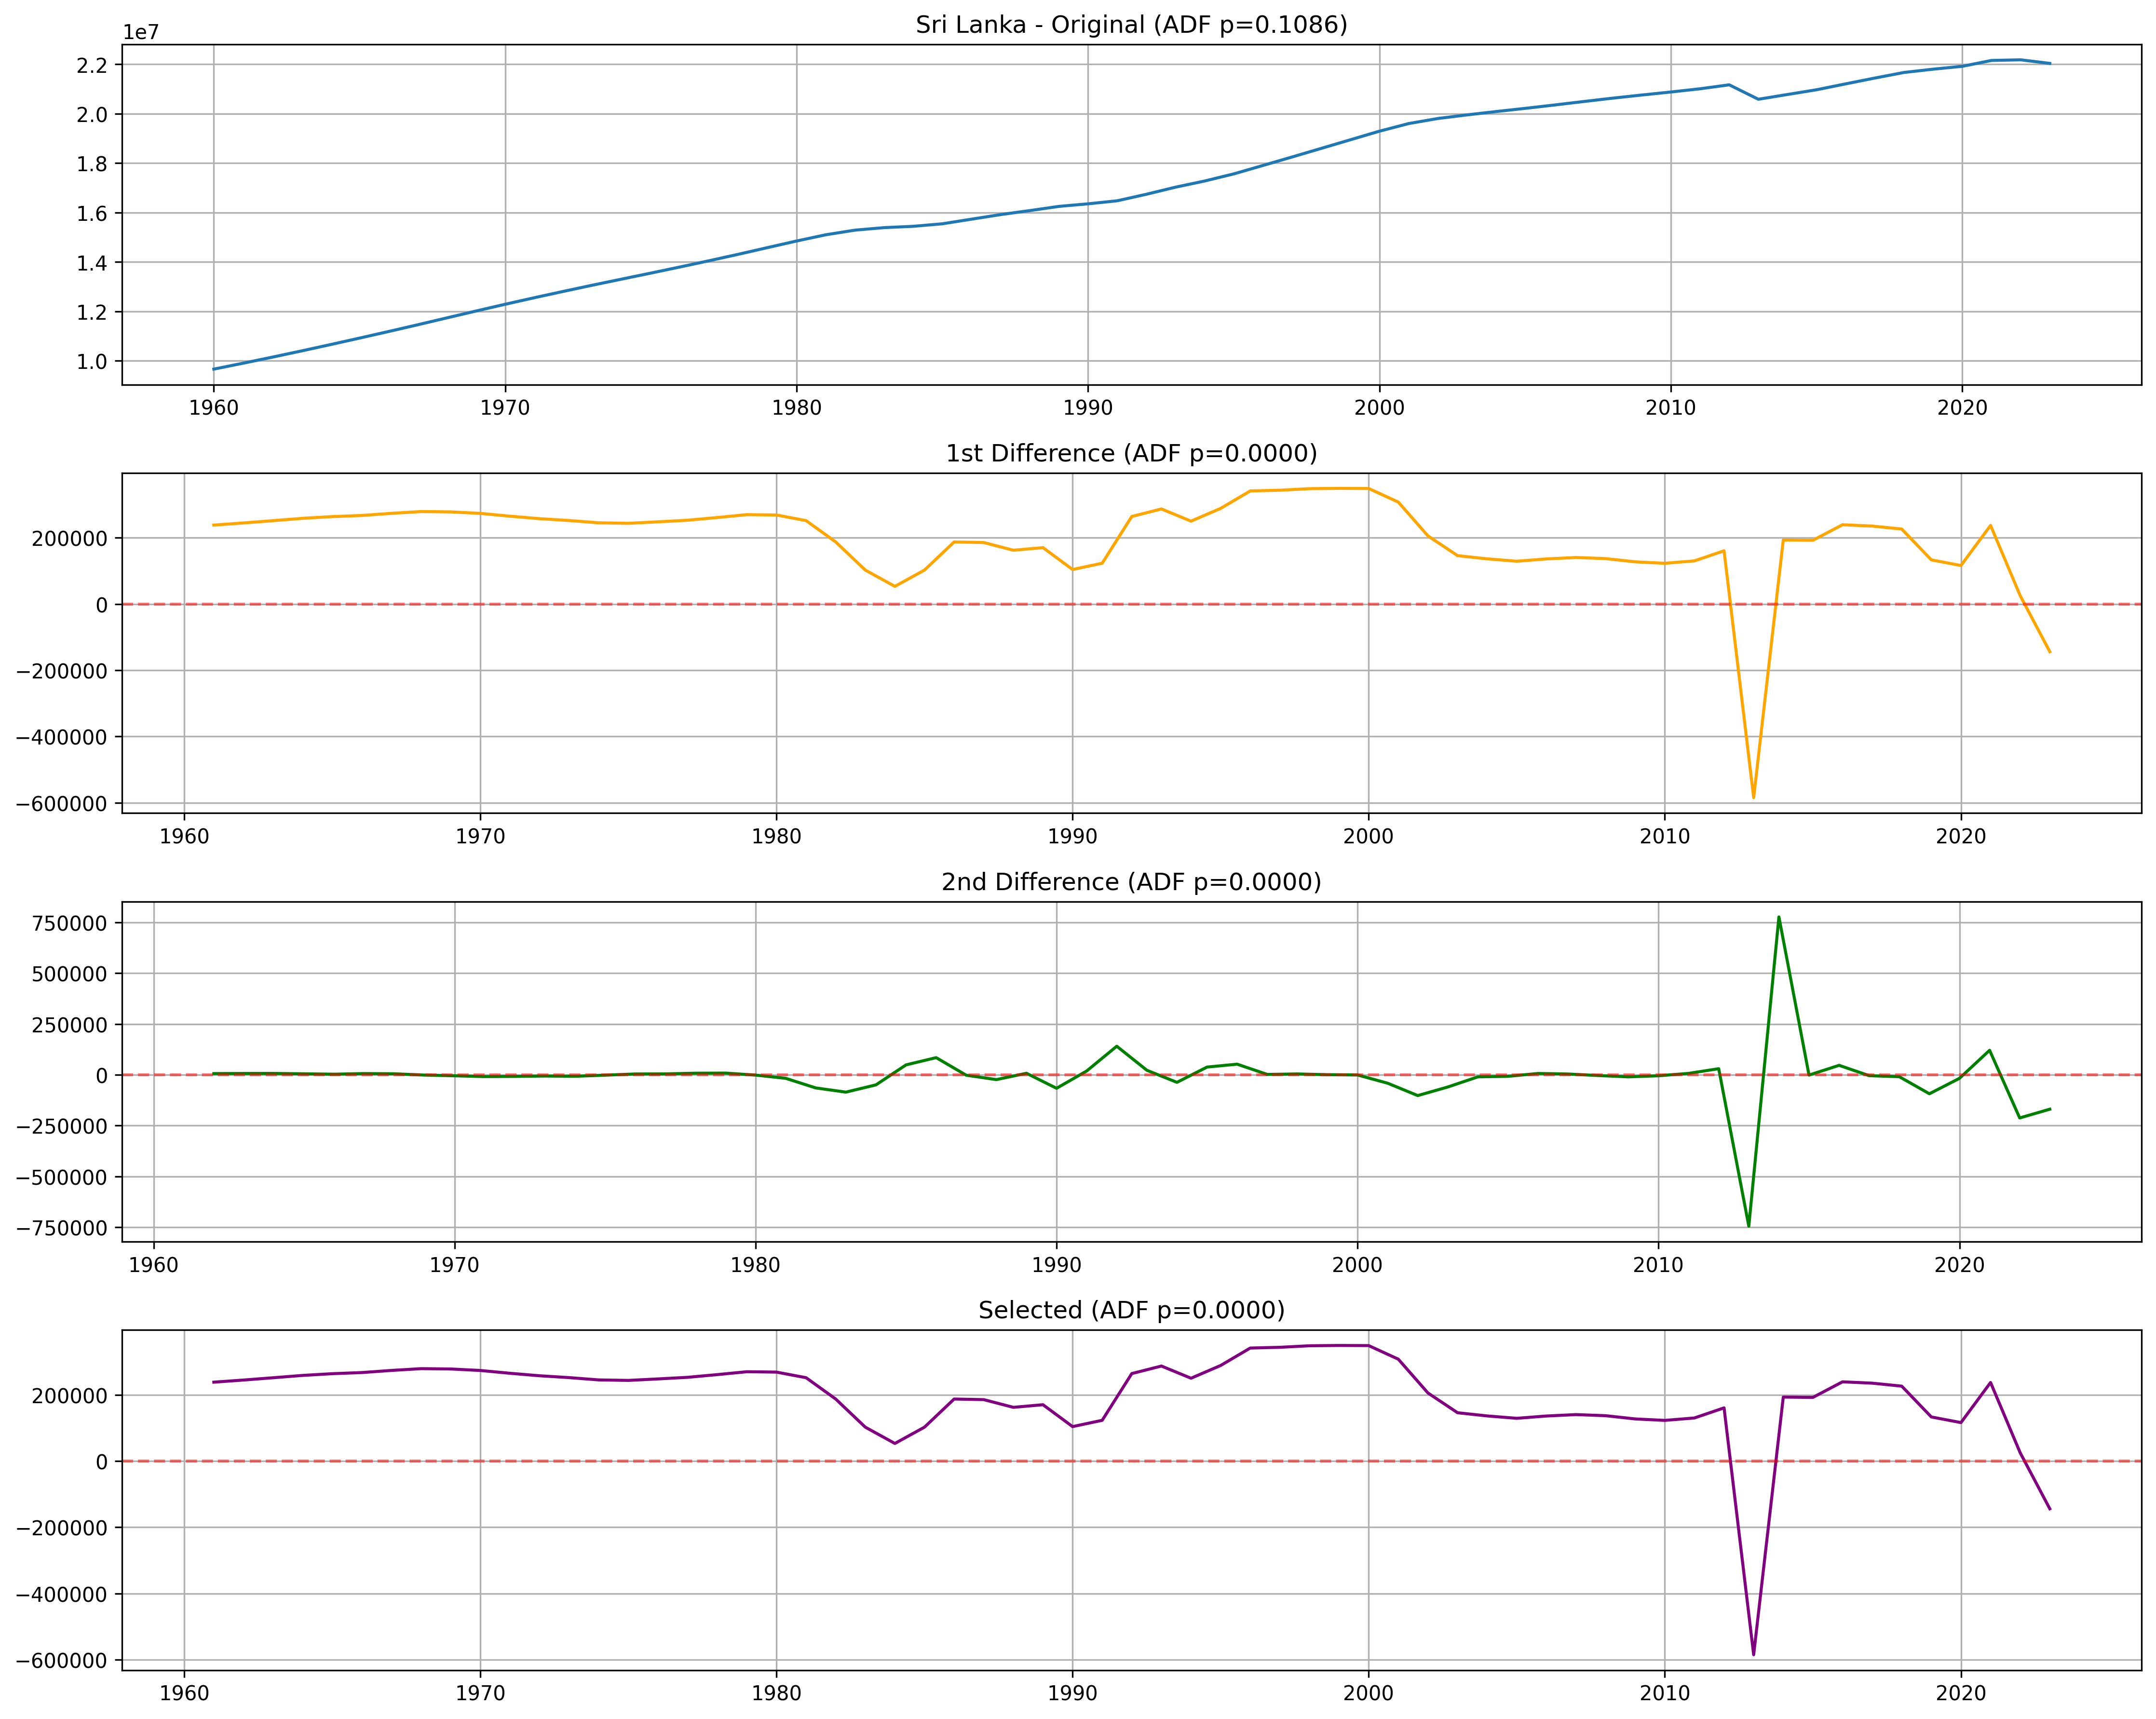 Sri Lanka - Original (ADF p=0.1086)
1e7
2.2
2.0
1.8
1.6
1.4
1.2
1.0
1960 1970 1980 1990 2000 2010 2020
1st Difference (ADF p=0.0000)
200000
0
−200000
−400000
−600000
1960 1970 1980 1990 2000 2010 2020
2nd Difference (ADF p=0.0000)
750000
500000
250000
0
−250000
−500000
−750000
1960 1970 1980 1990 2000 2010 2020
Selected (ADF p=0.0000)
200000
0
−200000
−400000
−600000
1960 1970 1980 1990 2000 2010 2020